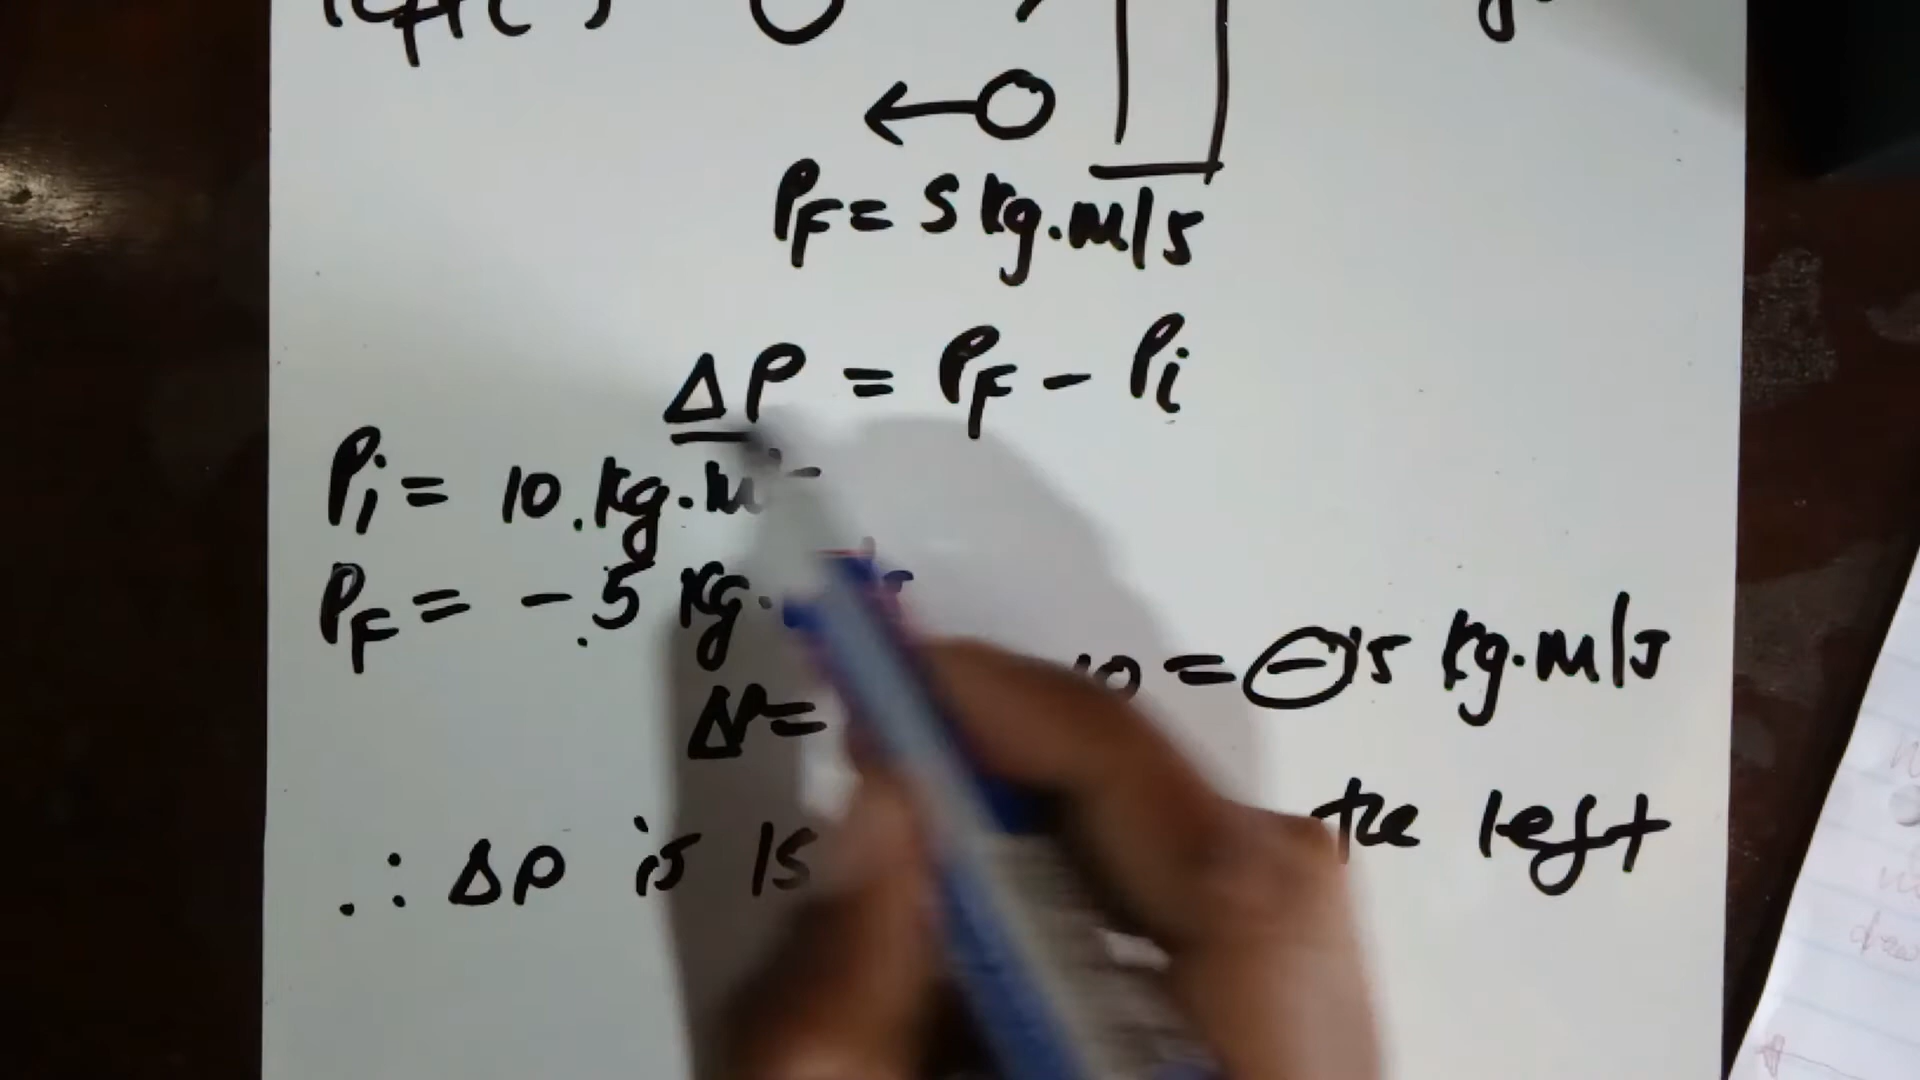 PF = 5 kg.m/s
ΔP = PF - Pi
Pi = 10 kg.m
PF = -5 kg.
ΔP = 10 = -15 kg.m/s
∴ ΔP is 15 the left